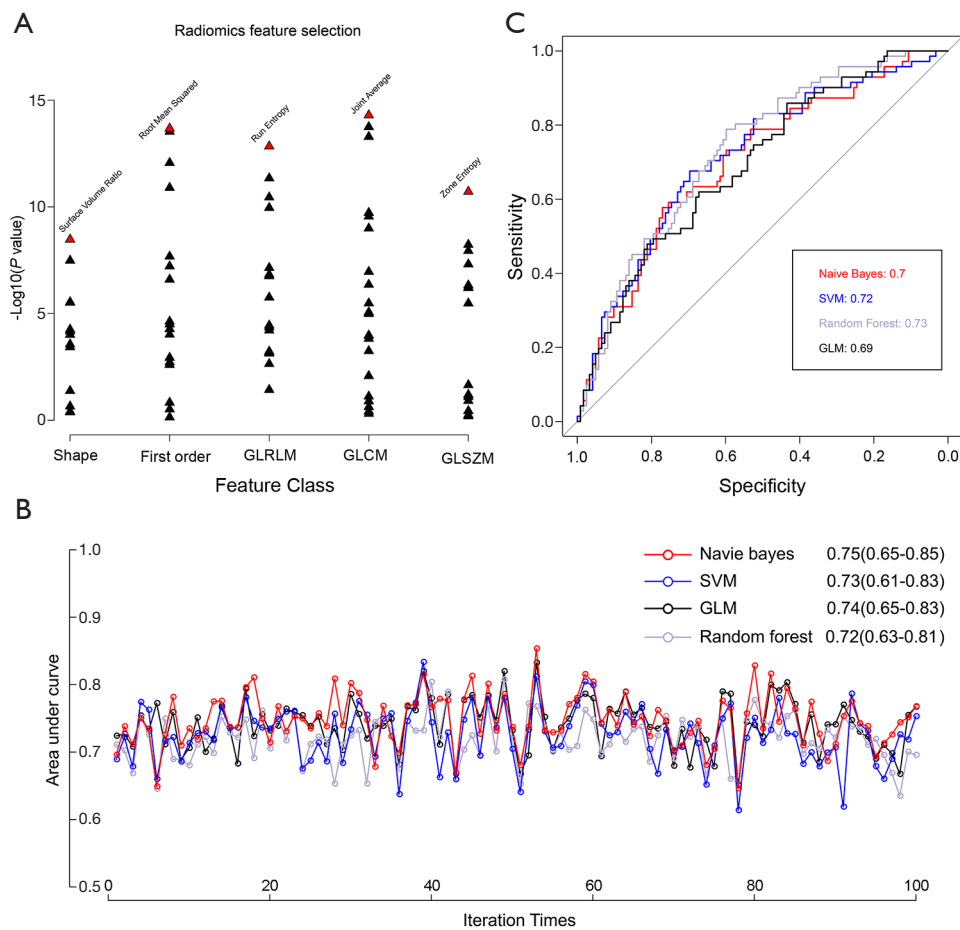 A
Radiomics feature selection
15
10
5
0
-Log10(P value)
Surface Volume Ratio
Root Mean Squared
Run Entropy
Joint Average
Zone Entropy
Shape
First order
GLRLM
GLCM
GLSZM
Feature Class
C
1.0
0.8
0.6
0.4
0.2
0.0
Sensitivity
Naive Bayes: 0.7
SVM: 0.72
Random Forest: 0.73
GLM: 0.69
1.0
0.8
0.6
0.4
0.2
0.0
Specificity
B
1.0
0.9
0.8
0.7
0.6
0.5
Area under curve
Navie bayes 0.75(0.65-0.85)
SVM 0.73(0.61-0.83)
GLM 0.74(0.65-0.83)
Random forest 0.72(0.63-0.81)
0
20
40
60
80
100
Iteration Times